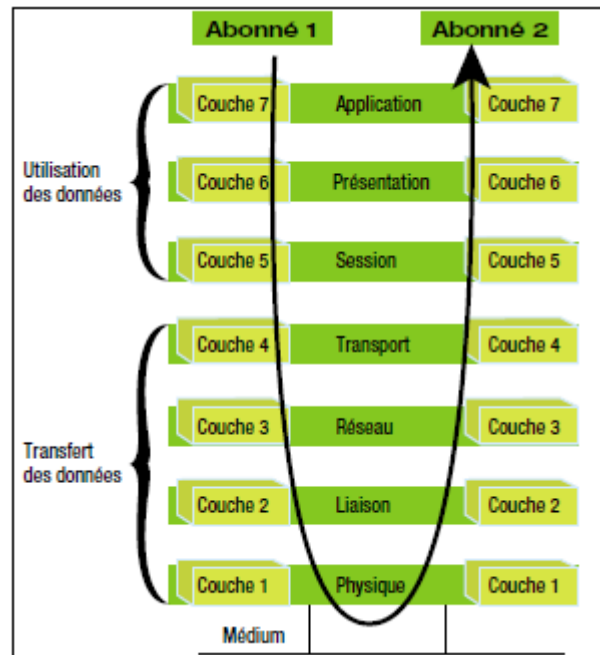 Abonné 1 Abonné 2
Couche 7 Application Couche 7
Utilisation
des données
Couche 6 Présentation Couche 6
Couche 5 Session Couche 5
Couche 4 Transport Couche 4
Couche 3 Réseau Couche 3
Transfert
des données
Couche 2 Liaison Couche 2
Couche 1 Physique Couche 1
Médium